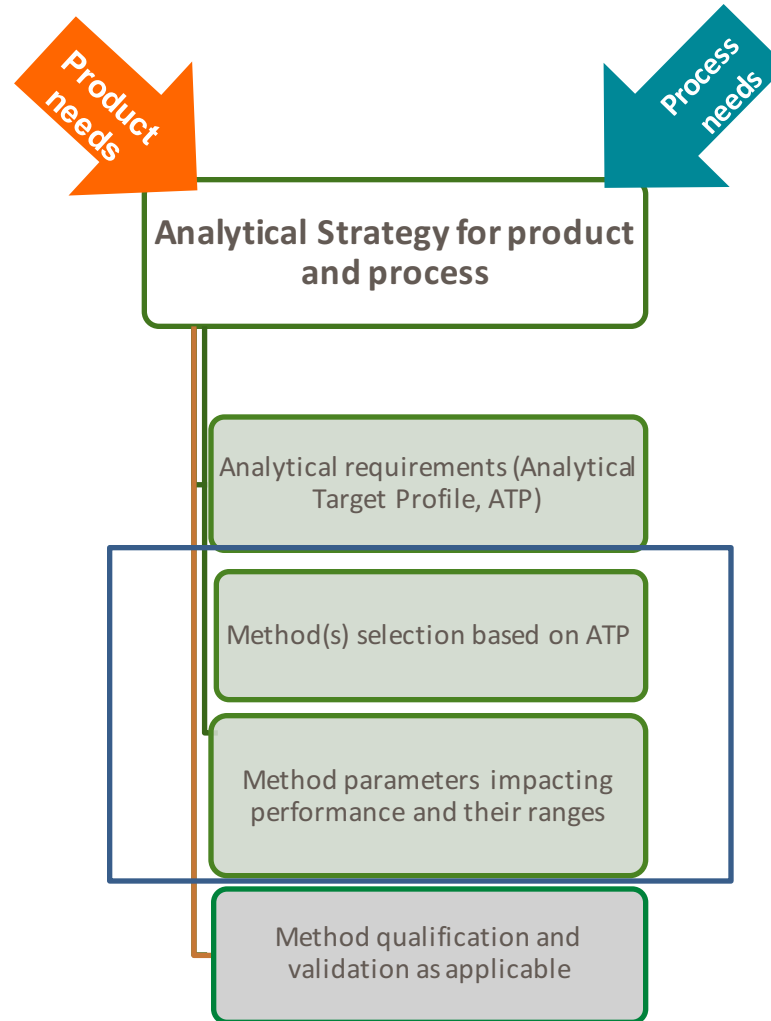 Product
needs
Process
needs
Analytical Strategy for product
and process
Analytical requirements (Analytical
Target Profile, ATP)
Method(s) selection based on ATP
Method parameters impacting
performance and their ranges
Method qualification and
validation as applicable